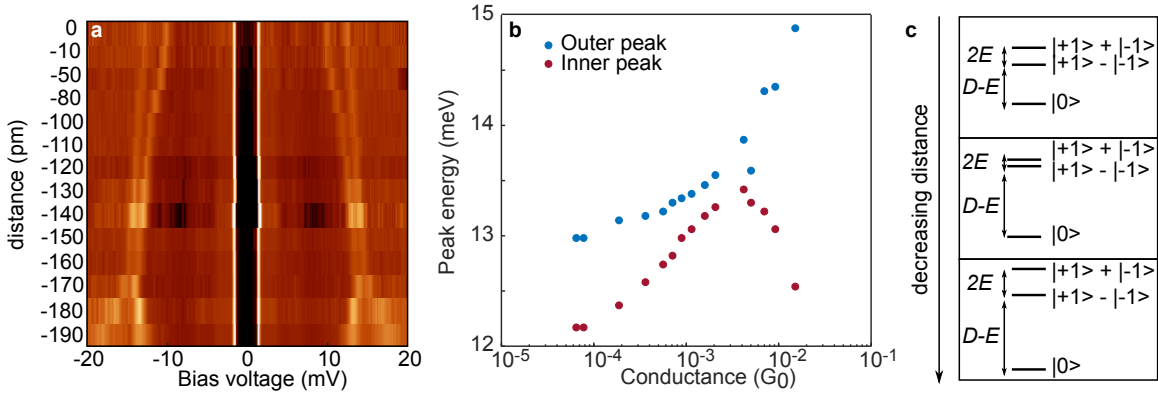 a
distance (pm)
0
-10
-50
-80
-100
-110
-120
-130
-140
-150
-160
-170
-180
-190
-20
-10
0
10
20
Bias voltage (mV)
b
Outer peak
Inner peak
Peak energy (meV)
15
14
13
12
10-5
10-4
10-3
10-2
10-1
Conductance (G0)
c
decreasing distance
2E
|+1> + |-1>
|+1> - |-1>
D-E
|0>
2E
|+1> + |-1>
|+1> - |-1>
D-E
|0>
2E
|+1> + |-1>
|+1> - |-1>
D-E
|0>